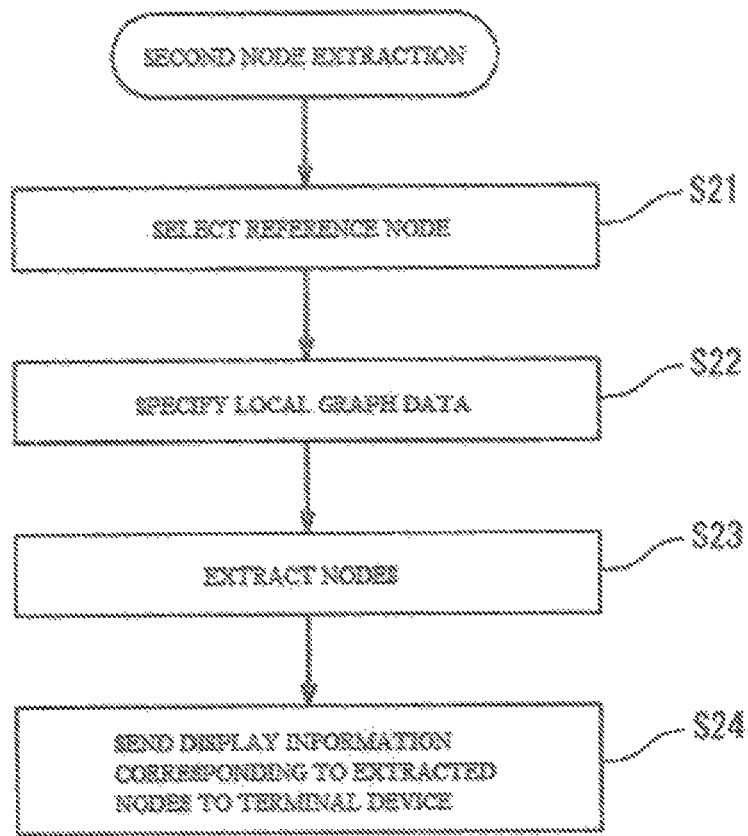 SECOND NODE EXTRACTION
S21
SELECT REFERENCE NODE
S22
SPECIFY LOCAL GRAPH DATA
S23
EXTRACT NODES
S24
SEND DISPLAY INFORMATION
CORRESPONDING TO EXTRACTED
NODES TO TERMINAL DEVICE